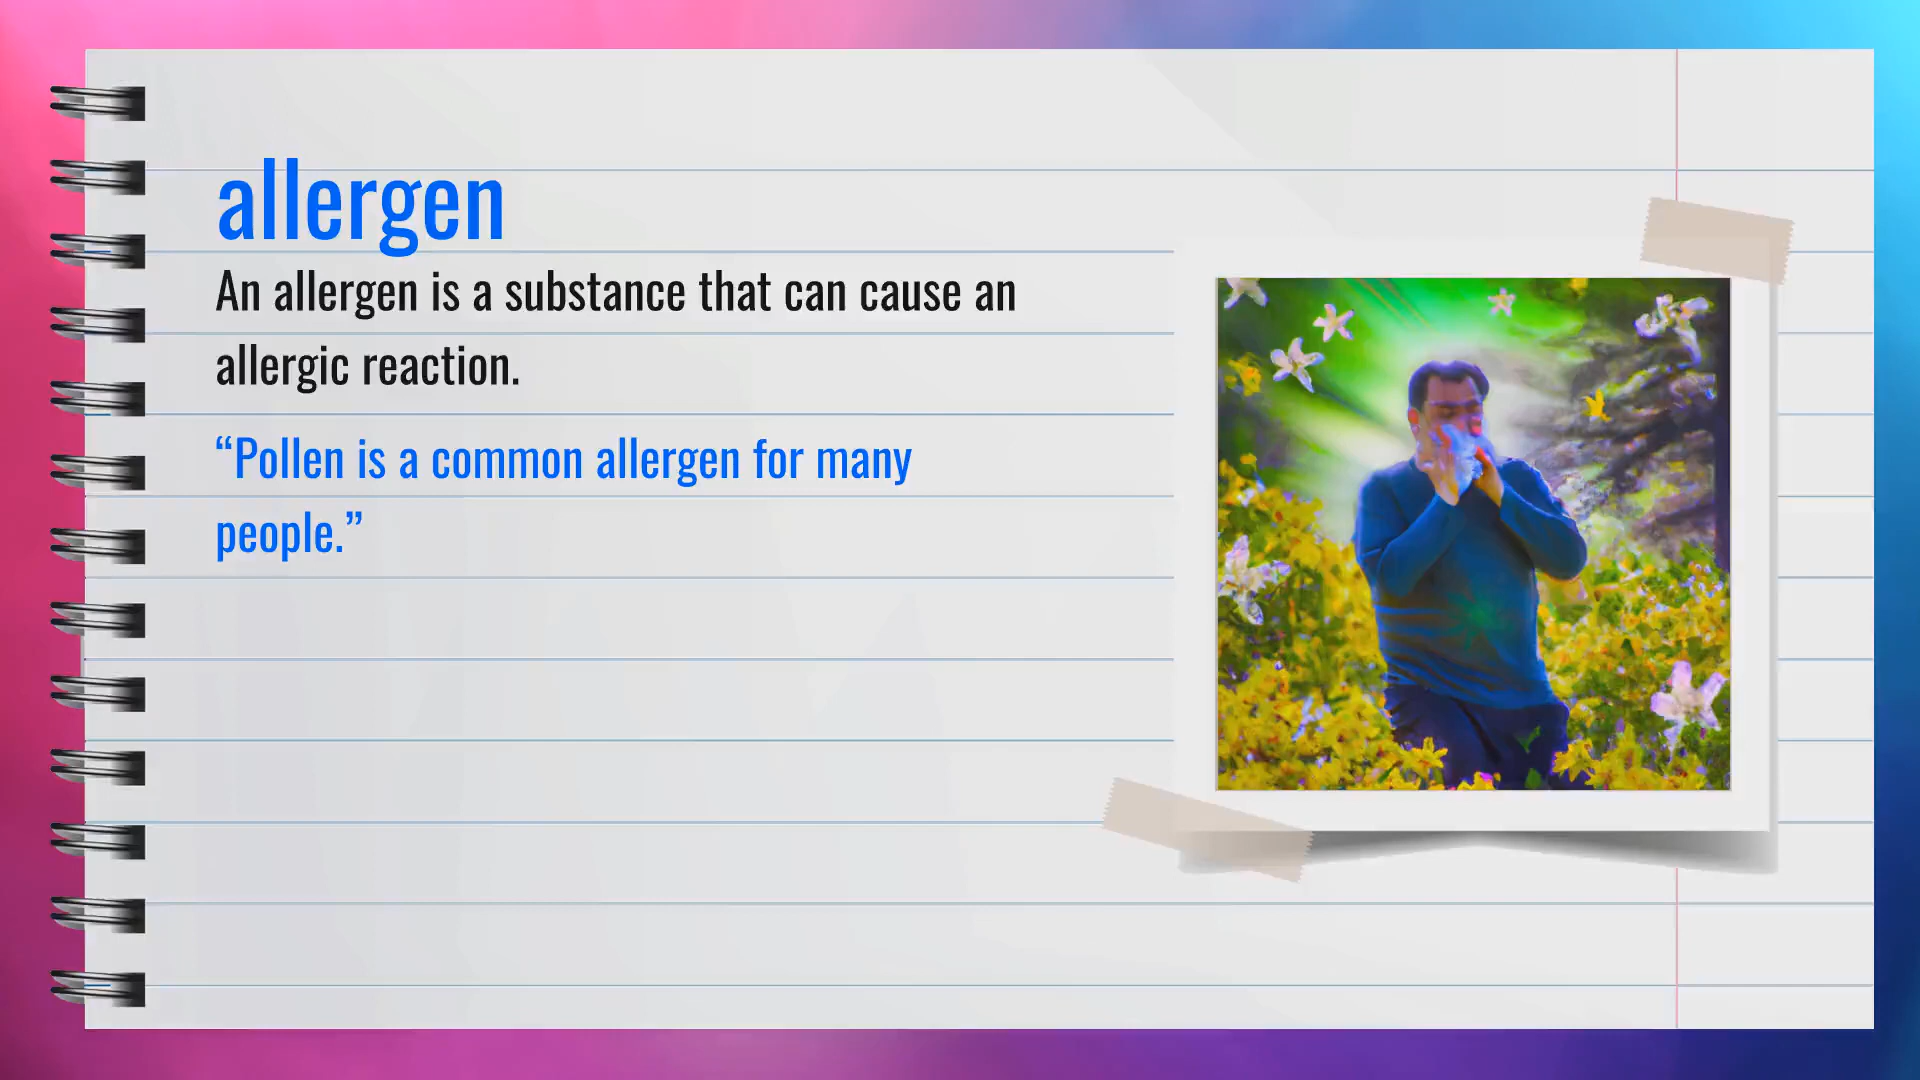 allergen
An allergen is a substance that can cause an
allergic reaction.
“Pollen is a common allergen for many
people.”